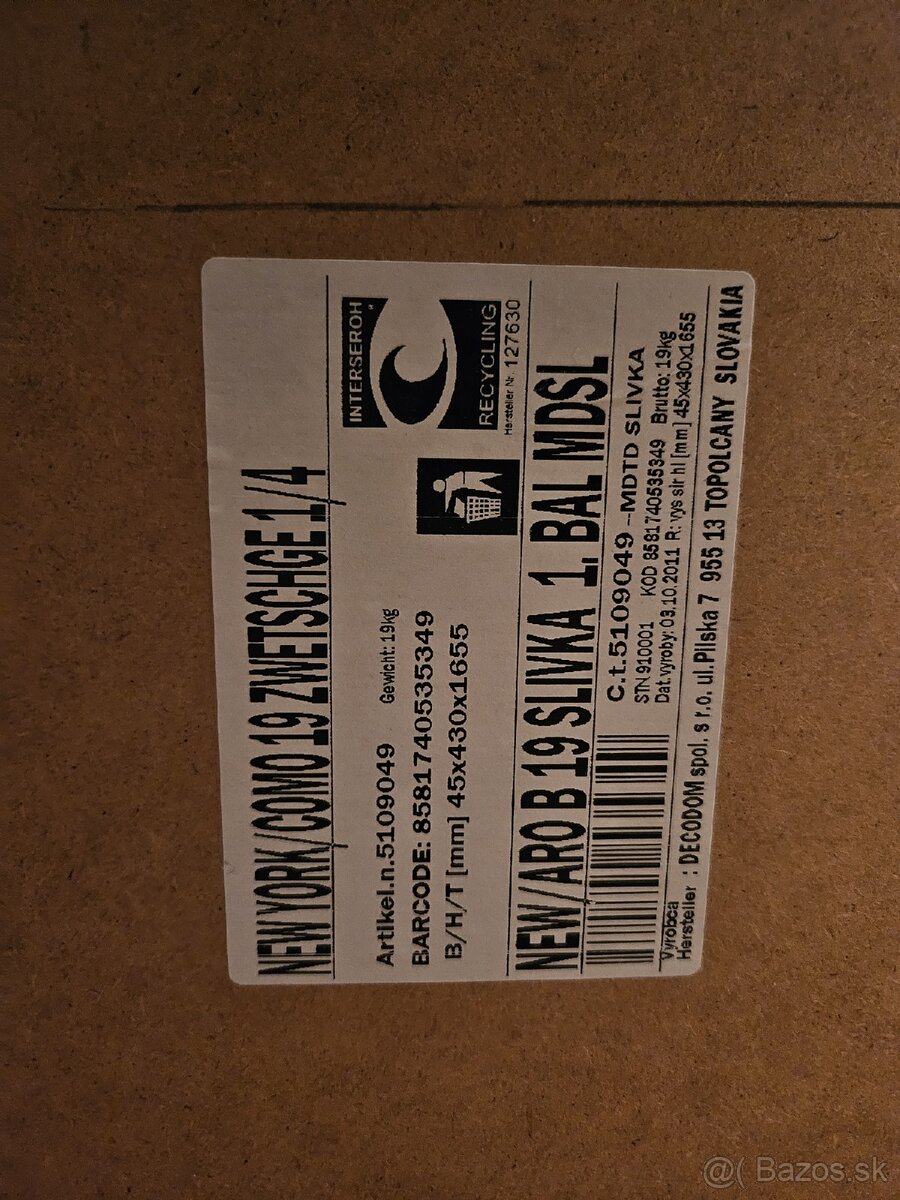 NEW YORK/COMO 19 ZWETSCHGE 1/4
Artikel.n.5109049 Gewicht: 19kg
BARCODE: 8581740535349
B/H/T [mm] 45x430x1655
INTERSEROH
RECYCLING
Hersteller Nr. 127630
NEW/ARO B 19 SLIVKA 1. BAL MDSL
C.t.5109049 -MDTD SLIVKA
STN 910001 KOD 8581740535349 Brutto: 19kg
Dat.vyroby: 03.10.2011 R: vys sir hl [mm] 45x430x1655
Vyrobca
Hersteller : DECODOM spol. s r.o. ul.Pilska 7 955 13 TOPOLCANY SLOVAKIA
@( Bazos.sk